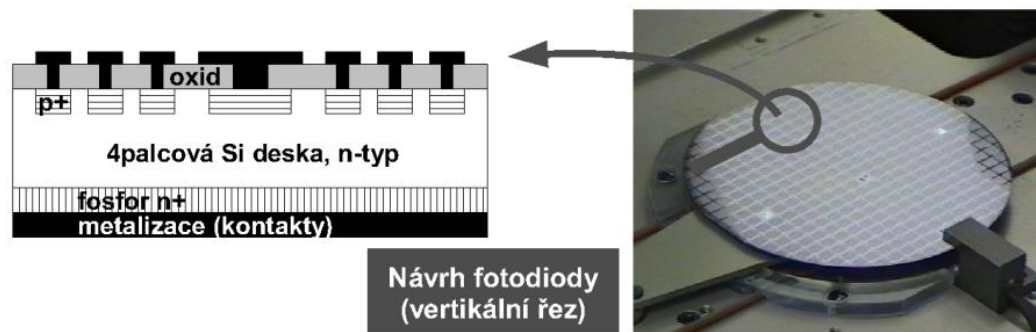 oxid
p+
4palcová Si deska, n-typ
fosfor n+
metalizace (kontakty)
Návrh fotodiody
(vertikální řez)